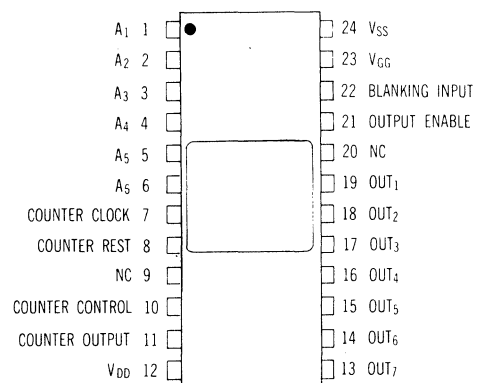 A1 1
A2 2
A3 3
A4 4
A5 5
A5 6
COUNTER CLOCK 7
COUNTER REST 8
NC 9
COUNTER CONTROL 10
COUNTER OUTPUT 11
VDD 12
24 VSS
23 VGG
22 BLANKING INPUT
21 OUTPUT ENABLE
20 NC
19 OUT1
18 OUT2
17 OUT3
16 OUT4
15 OUT5
14 OUT6
13 OUT7